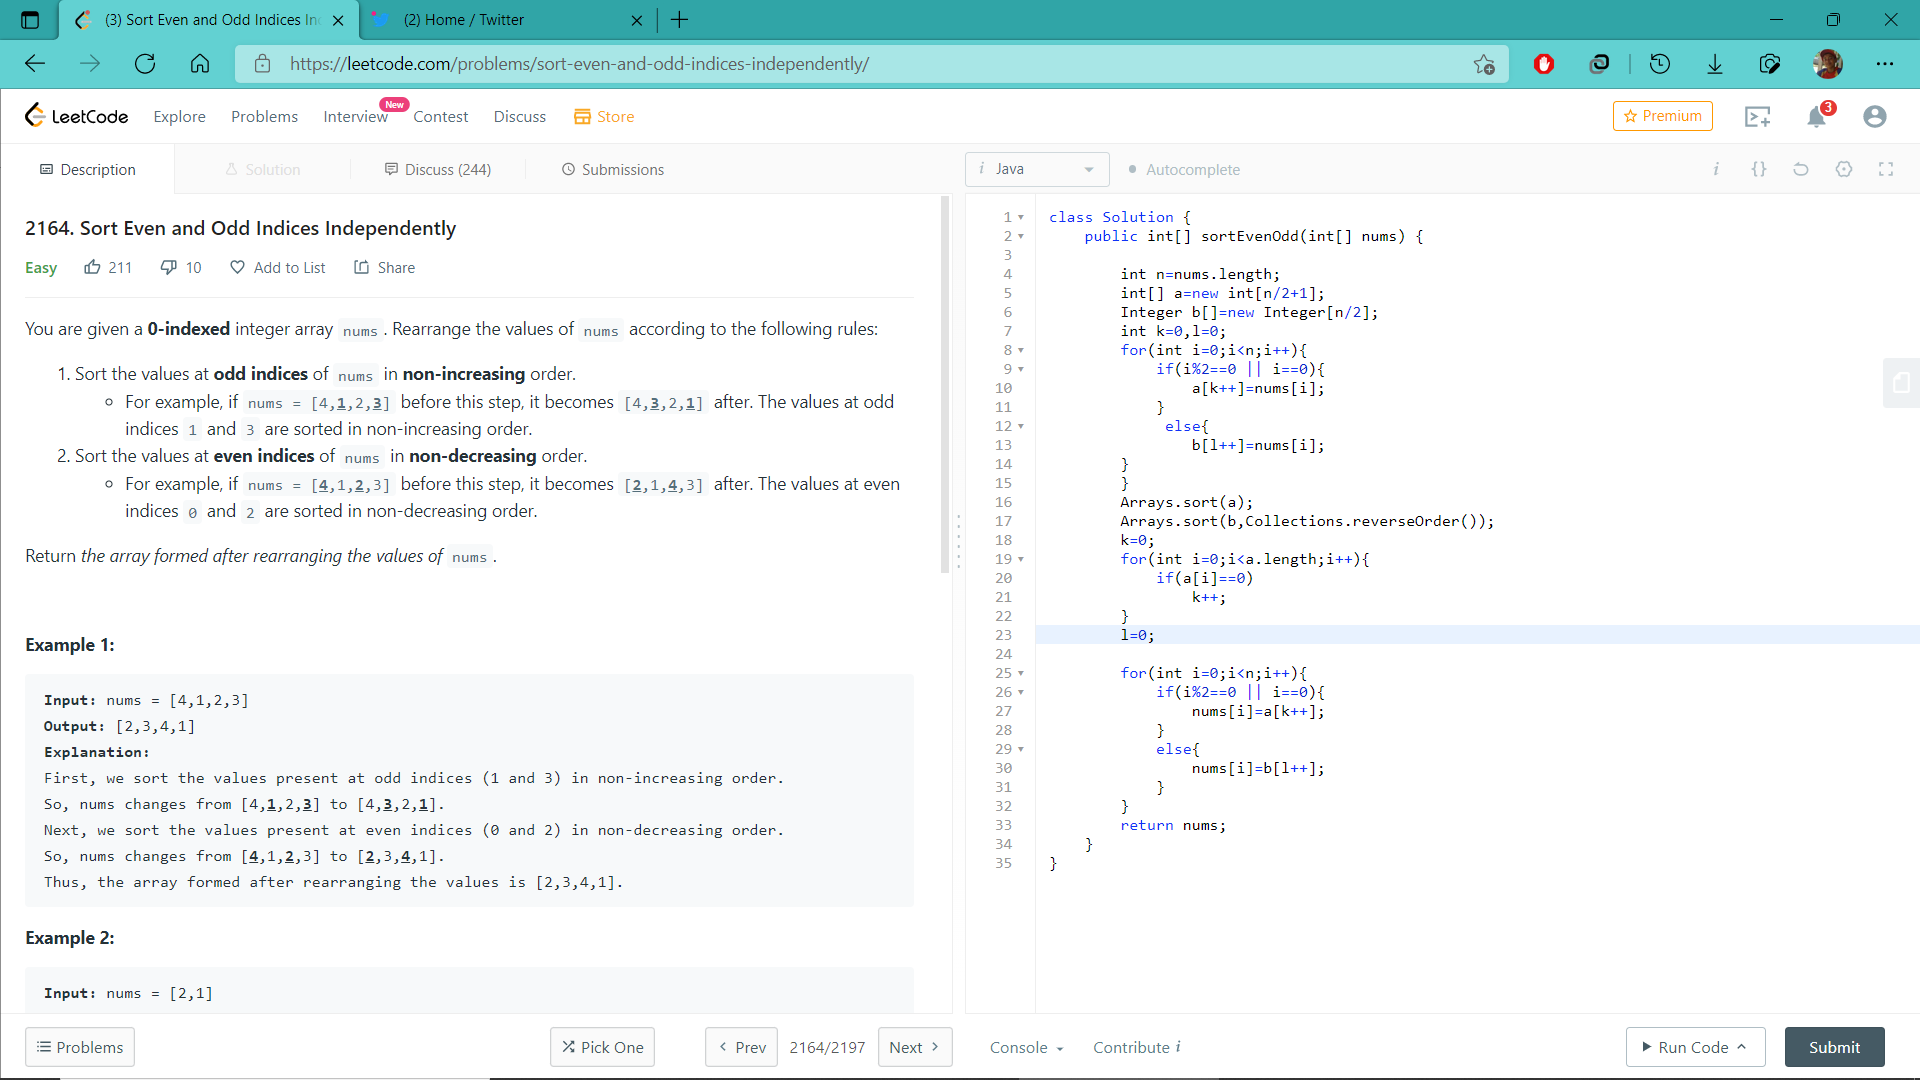 (3) Sort Even and Odd Indices In
(2) Home / Twitter
https://leetcode.com/problems/sort-even-and-odd-indices-independently/
LeetCode Explore Problems Interview New Contest Discuss Store
Premium 3
Description Solution Discuss (244) Submissions
i Java Autocomplete i {}
2164. Sort Even and Odd Indices Independently
Easy 211 10 Add to List Share
You are given a 0-indexed integer array nums . Rearrange the values of nums according to the following rules:
1. Sort the values at odd indices of nums in non-increasing order.
For example, if nums = [4,1,2,3] before this step, it becomes [4,3,2,1] after. The values at odd
indices 1 and 3 are sorted in non-increasing order.
2. Sort the values at even indices of nums in non-decreasing order.
For example, if nums = [4,1,2,3] before this step, it becomes [2,1,4,3] after. The values at even
indices 0 and 2 are sorted in non-decreasing order.
Return the array formed after rearranging the values of nums .
Example 1:
Input: nums = [4,1,2,3]
Output: [2,3,4,1]
Explanation:
First, we sort the values present at odd indices (1 and 3) in non-increasing order.
So, nums changes from [4,1,2,3] to [4,3,2,1].
Next, we sort the values present at even indices (0 and 2) in non-decreasing order.
So, nums changes from [4,1,2,3] to [2,3,4,1].
Thus, the array formed after rearranging the values is [2,3,4,1].
Example 2:
Input: nums = [2,1]
1 class Solution {
2 public int[] sortEvenOdd(int[] nums) {
3
4 int n=nums.length;
5 int[] a=new int[n/2+1];
6 Integer b[]=new Integer[n/2];
7 int k=0,l=0;
8 for(int i=0;i<n;i++){
9 if(i%2==0 || i==0){
10 a[k++]=nums[i];
11 }
12 else{
13 b[l++]=nums[i];
14 }
15 }
16 Arrays.sort(a);
17 Arrays.sort(b,Collections.reverseOrder());
18 k=0;
19 for(int i=0;i<a.length;i++){
20 if(a[i]==0)
21 k++;
22 }
23 l=0;
24
25 for(int i=0;i<n;i++){
26 if(i%2==0 || i==0){
27 nums[i]=a[k++];
28 }
29 else{
30 nums[i]=b[l++];
31 }
32 }
33 return nums;
34 }
35 }
Problems Pick One Prev 2164/2197 Next Console Contribute i Run Code Submit